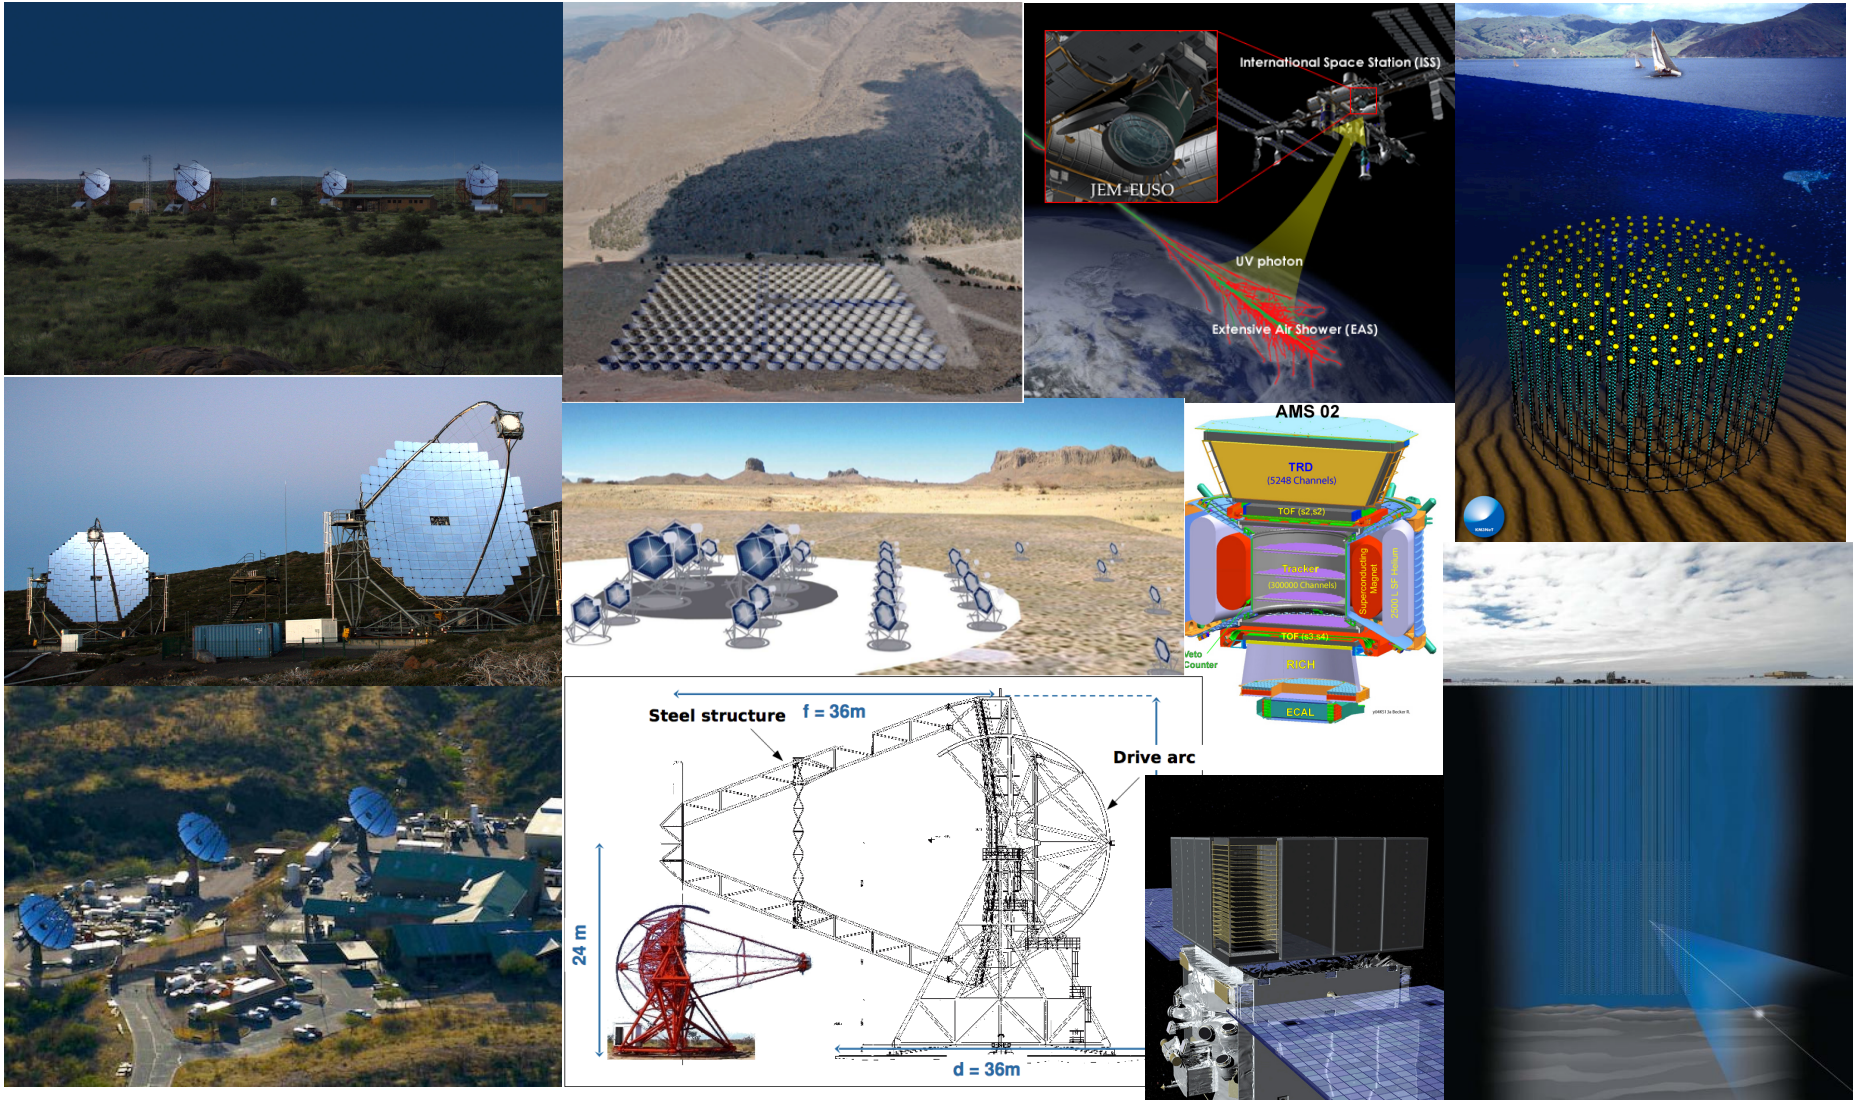 International Space Station (ISS)
JEM-EUSO
UV photon
Extensive Air Shower (EAS)
KM3NeT
AMS 02
TRD
(5248 Channels)
TOF (s2,s2)
Tracker
(300000 Channels)
Superconducting
Magnet
2500 L SF Helium
TOF (s3,s4)
Veto
Counter
RICH
ECAL
Steel structure
f = 36m
Drive arc
24 m
d = 36m